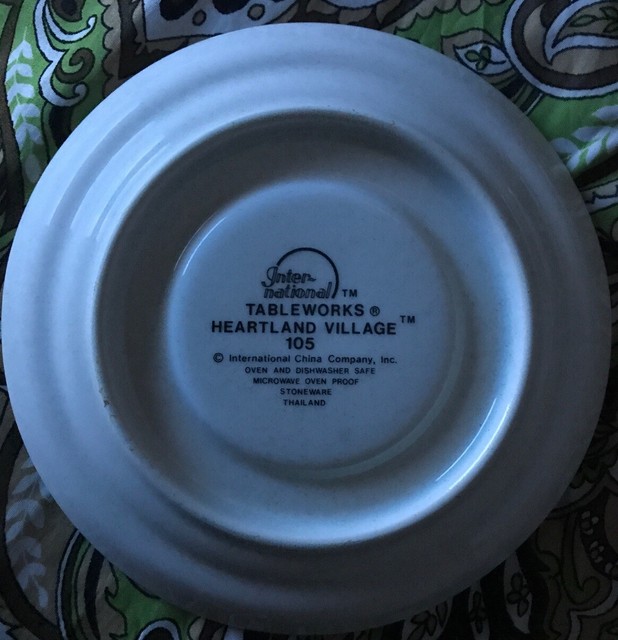 Inter-
national ™
TABLEWORKS ®
HEARTLAND VILLAGE ™
105
© International China Company, Inc.
OVEN AND DISHWASHER SAFE
MICROWAVE OVEN PROOF
STONEWARE
THAILAND